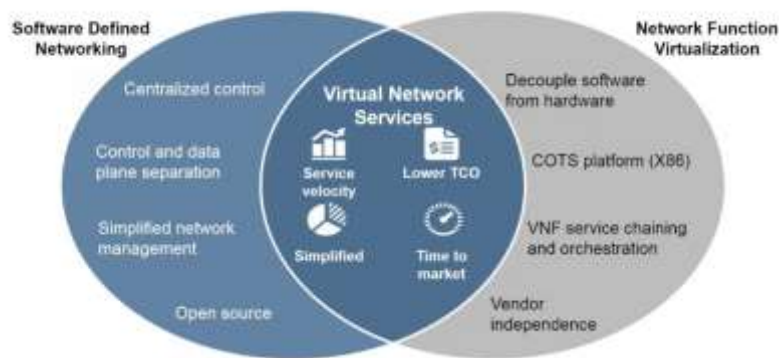 Software Defined
Networking
Network Function
Virtualization
Centralized control
Control and data
plane separation
Simplified network
management
Open source
Virtual Network
Services
Service
velocity
Lower TCO
Simplified
Time to
market
Decouple software
from hardware
COTS platform (X86)
VNF service chaining
and orchestration
Vendor
independence